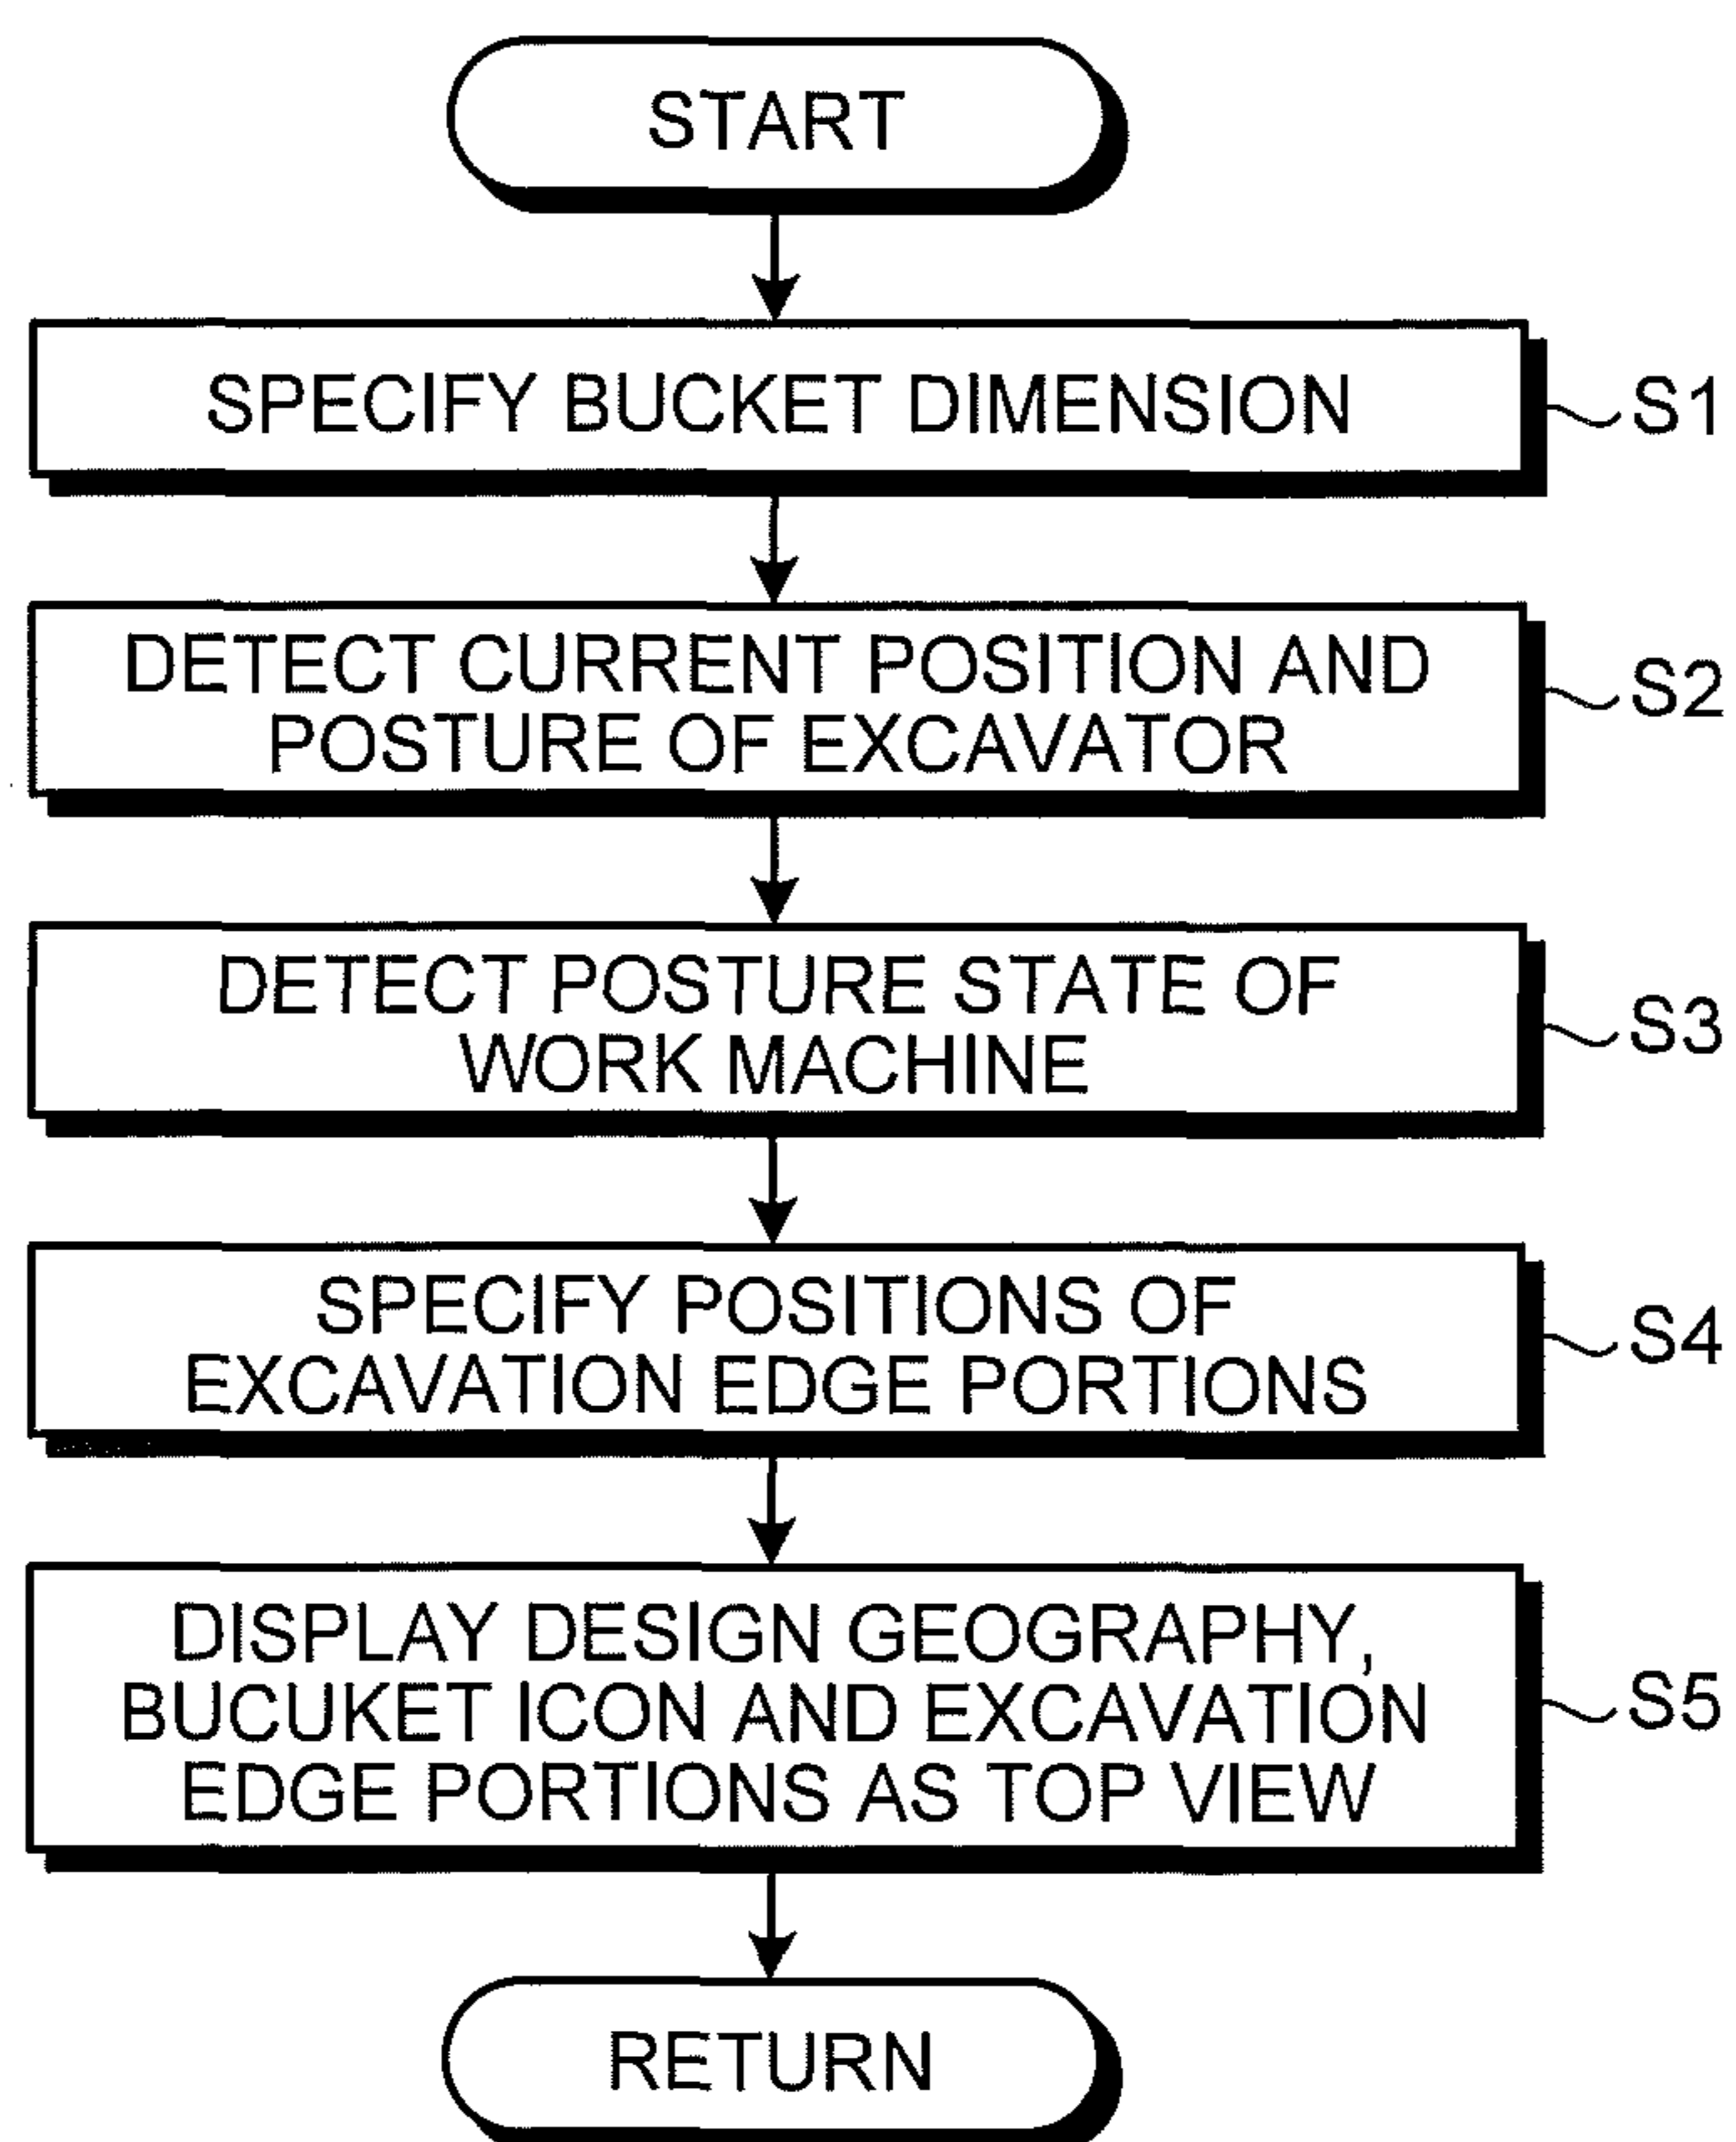 START
SPECIFY BUCKET DIMENSION
S1
DETECT CURRENT POSITION AND
POSTURE OF EXCAVATOR
S2
DETECT POSTURE STATE OF
WORK MACHINE
S3
SPECIFY POSITIONS OF
EXCAVATION EDGE PORTIONS
S4
DISPLAY DESIGN GEOGRAPHY,
BUCUKET ICON AND EXCAVATION
EDGE PORTIONS AS TOP VIEW
S5
RETURN